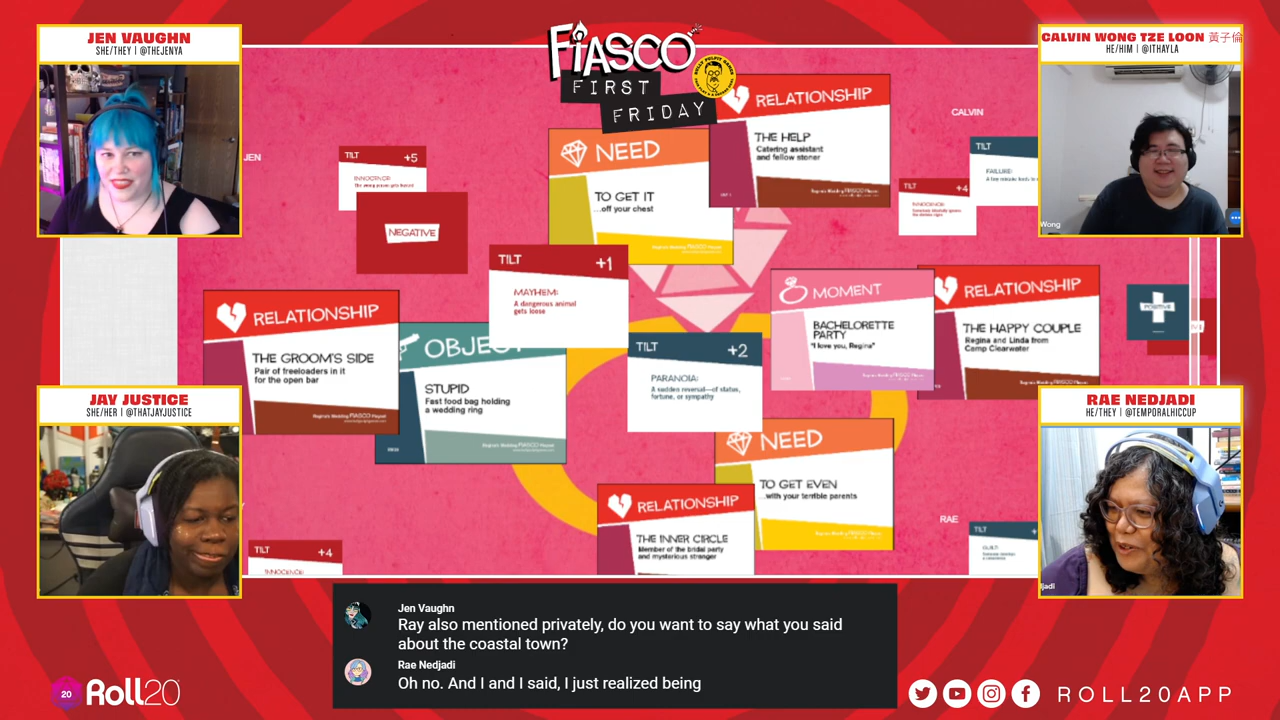 JEN VAUGHN
SHE/THEY | @THEJENYA
FiASCO
FIRST
FRIDAY
CALVIN WONG TZE LOON 黃子倫
HE/HIM | @ITHAYLA
JEN
TILT +5
INNOCENCE:
NEGATIVE
NEED
TO GET IT
...off your chest
RELATIONSHIP
THE HELP
Catering assistant
and fellow stoner
CALVIN
TILT
FAILURE:
TILT +4
INNOCENCE:
Wong
TILT +1
MAYHEM:
A dangerous animal
gets loose
RELATIONSHIP
THE GROOM'S SIDE
Pair of freeloaders in it
for the open bar
OBJECT
STUPID
Fast food bag holding
a wedding ring
TILT +2
PARANOIA:
A sudden reversal—of status,
fortune, or sympathy
MOMENT
BACHELORETTE
PARTY
"I love you, Regina"
RELATIONSHIP
THE HAPPY COUPLE
Regina and Linda from
Camp Clearwater
POSITIVE
NEED
TO GET EVEN
...with your terrible parents
RELATIONSHIP
THE INNER CIRCLE
Member of the bridal party
and mysterious stranger
JAY JUSTICE
SHE/HER | @THATJAYJUSTICE
TILT +4
INNOCENCE:
RAE NEDJADI
HE/THEY | @TEMPORALHICCUP
RAE
TILT
GUILT:
djadi
Jen Vaughn
Ray also mentioned privately, do you want to say what you said
about the coastal town?
Rae Nedjadi
Oh no. And I and I said, I just realized being
20 Roll20
ROLL20APP